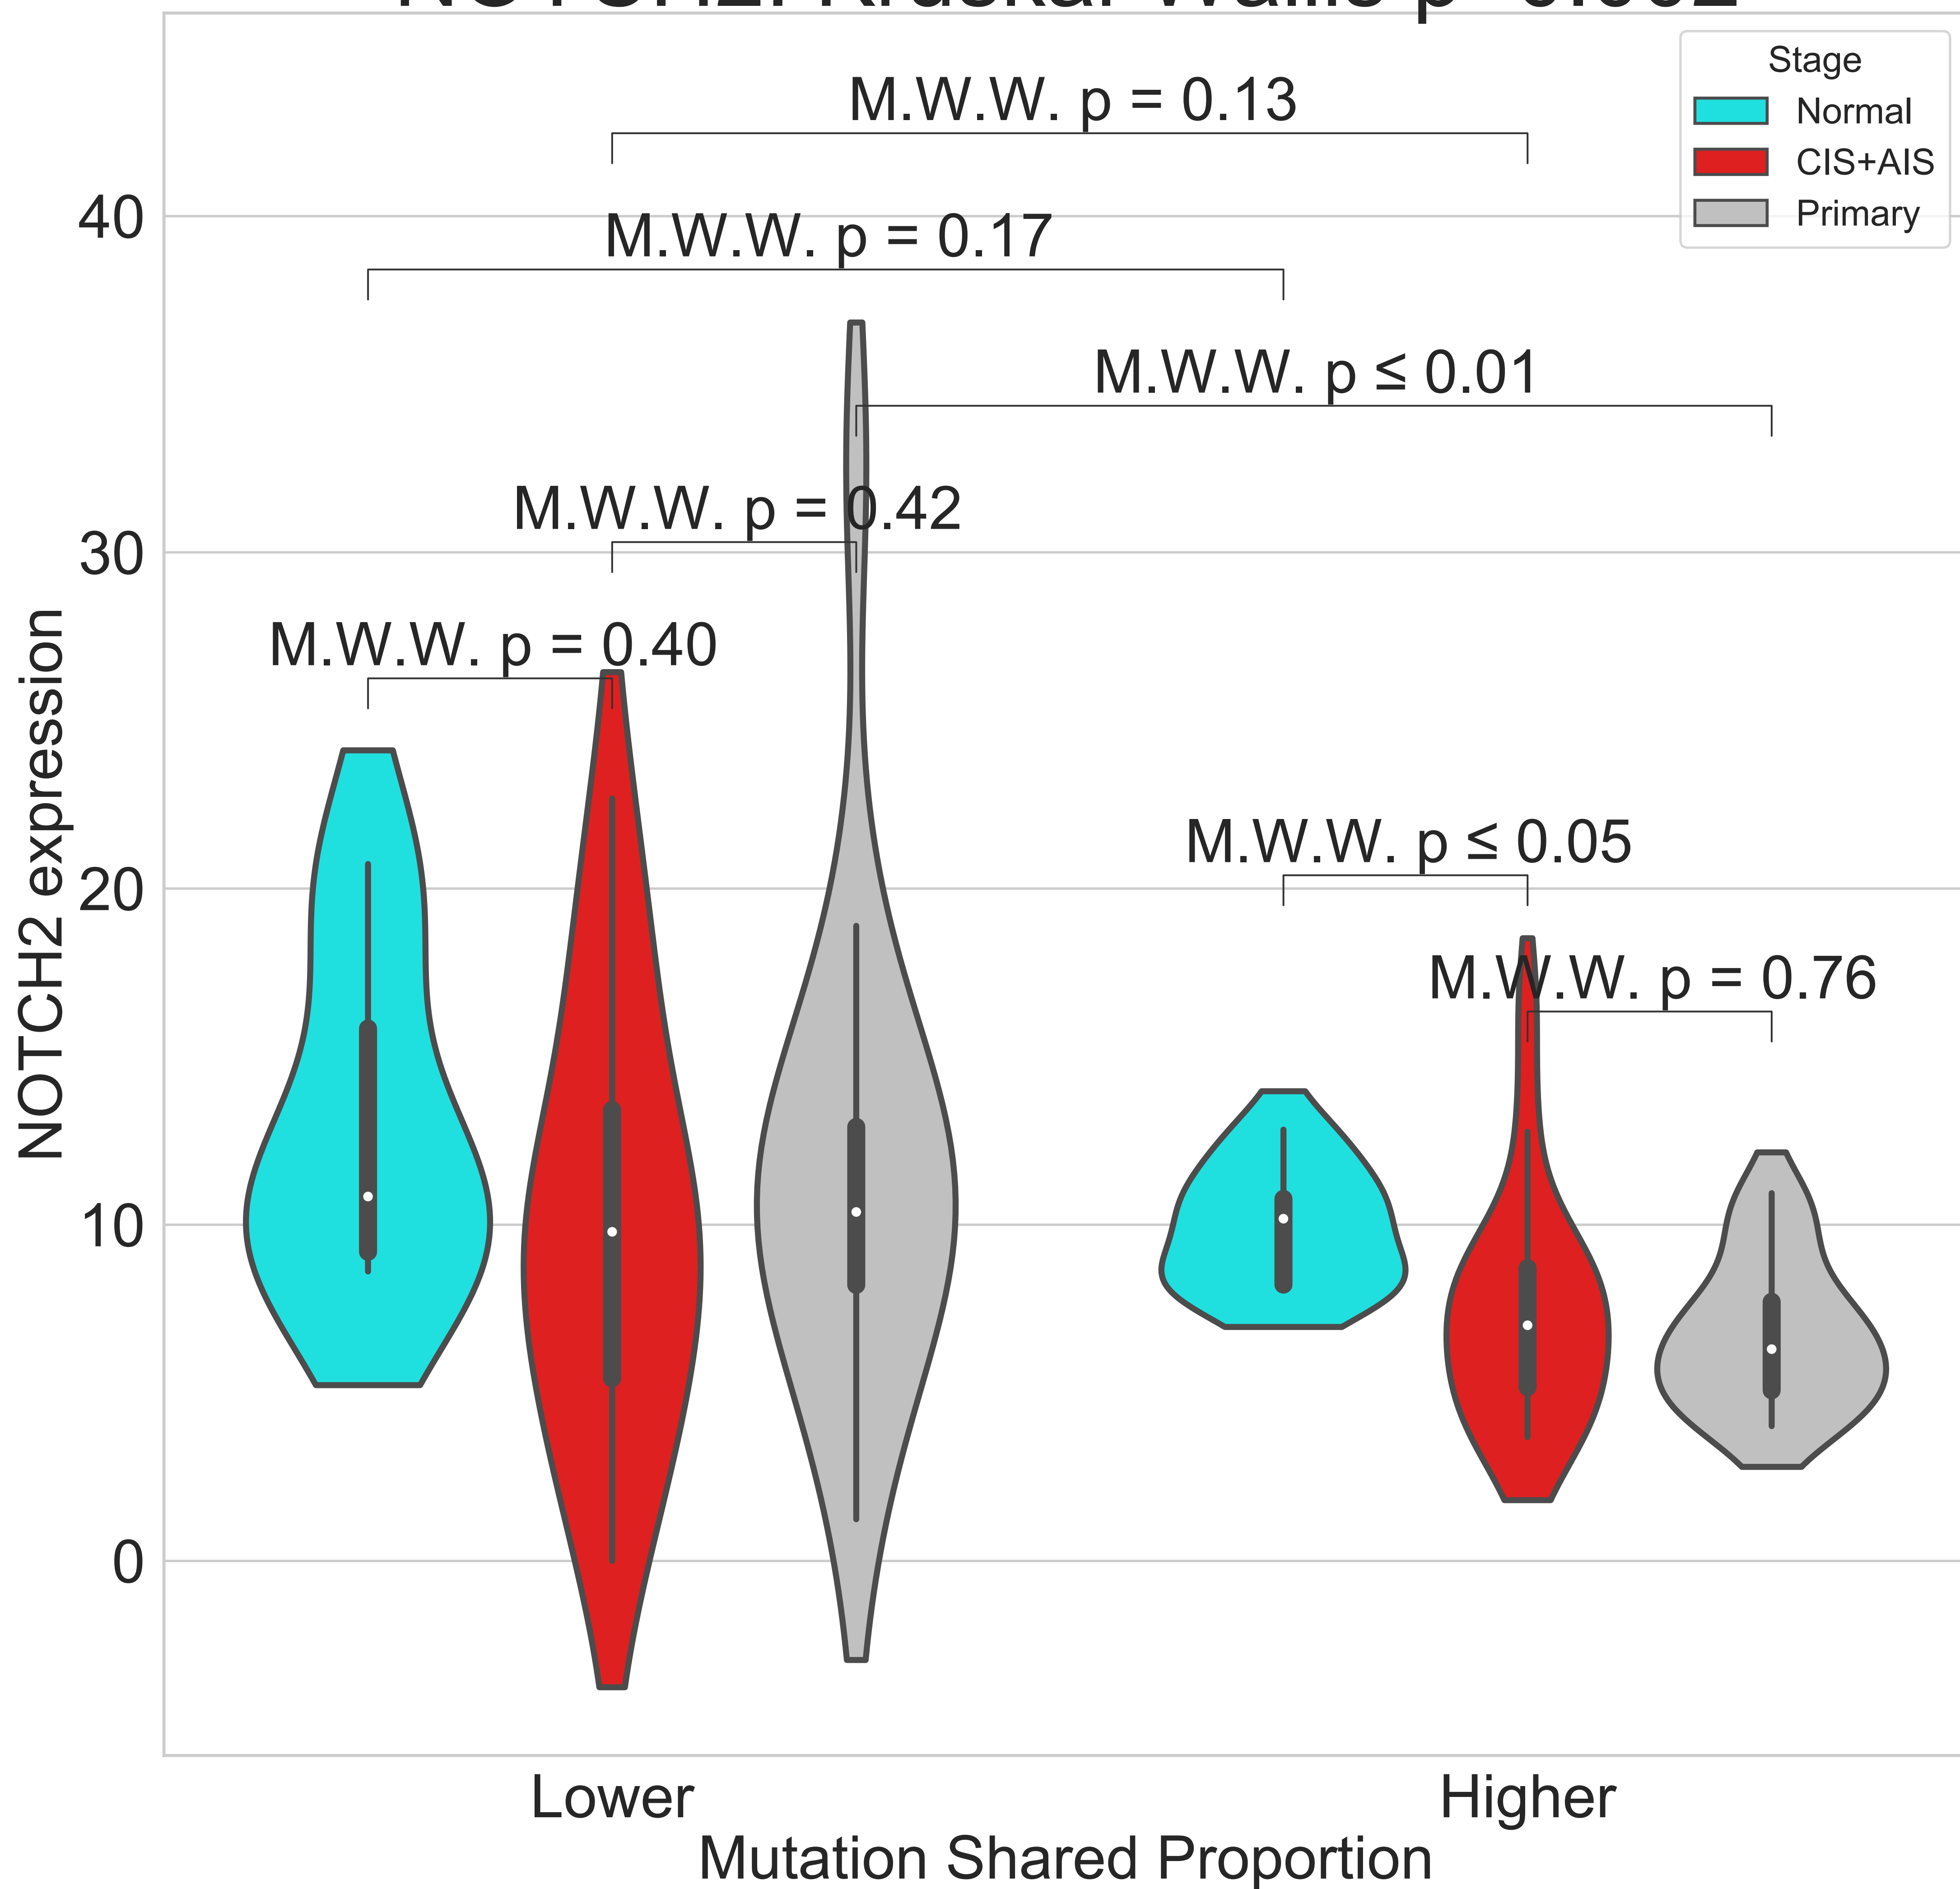 Stage
Normal
CIS+AIS
Primary
M.W.W. p = 0.13
M.W.W. p = 0.17
M.W.W. p ≤ 0.01
M.W.W. p = 0.42
M.W.W. p = 0.40
M.W.W. p ≤ 0.05
M.W.W. p = 0.76
40
30
20
10
0
NOTCH2 expression
Lower
Higher
Mutation Shared Proportion